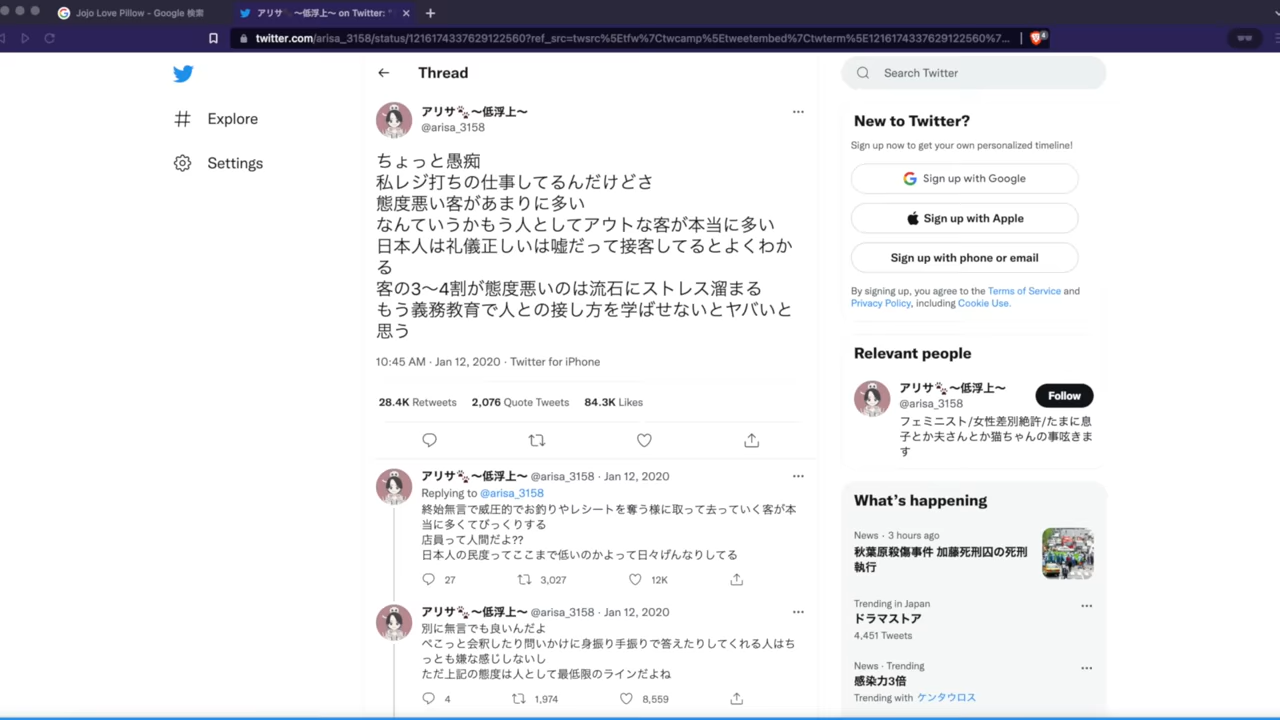 Jojo Love Pillow - Google 検索
アリサ🐾 〜低浮上〜 on Twitter: "
twitter.com/arisa_3158/status/1216174337629122560?ref_src=twsrc%5Etfw%7Ctwcamp%5Etweetembed%7Ctwterm%5E1216174337629122560%7...
4
Explore
Settings
Thread
アリサ🐾〜低浮上〜
@arisa_3158
ちょっと愚痴
私レジ打ちの仕事してるんだけどさ
態度悪い客があまりに多い
なんていうかもう人としてアウトな客が本当に多い
日本人は礼儀正しいは嘘だって接客してるとよくわか
る
客の3〜4割が態度悪いのは流石にストレス溜まる
もう義務教育で人との接し方を学ばせないとヤバいと
思う
10:45 AM · Jan 12, 2020 · Twitter for iPhone
28.4K Retweets 2,076 Quote Tweets 84.3K Likes
アリサ🐾〜低浮上〜 @arisa_3158 · Jan 12, 2020
Replying to @arisa_3158
終始無言で威圧的でお釣りやレシートを奪う様に取って去っていく客が本
当に多くてびっくりする
店員って人間だよ??
日本人の民度ってここまで低いのかよって日々げんなりしてる
27 3,027 12K
アリサ🐾〜低浮上〜 @arisa_3158 · Jan 12, 2020
別に無言でも良いんだよ
ぺこっと会釈したり問いかけに身振り手振りで答えたりしてくれる人はち
っとも嫌な感じしないし
ただ上記の態度は人として最低限のラインだよね
4 1,974 8,559
Search Twitter
New to Twitter?
Sign up now to get your own personalized timeline!
Sign up with Google
Sign up with Apple
Sign up with phone or email
By signing up, you agree to the Terms of Service and
Privacy Policy, including Cookie Use.
Relevant people
アリサ🐾〜低浮上〜
@arisa_3158
Follow
フェミニスト/女性差別絶許/たまに息
子とか夫さんとか猫ちゃんの事呟きま
す
What's happening
News · 3 hours ago
秋葉原殺傷事件 加藤死刑囚の死刑
執行
Trending in Japan
ドラマストア
4,451 Tweets
News · Trending
感染力3倍
Trending with ケンタウロス